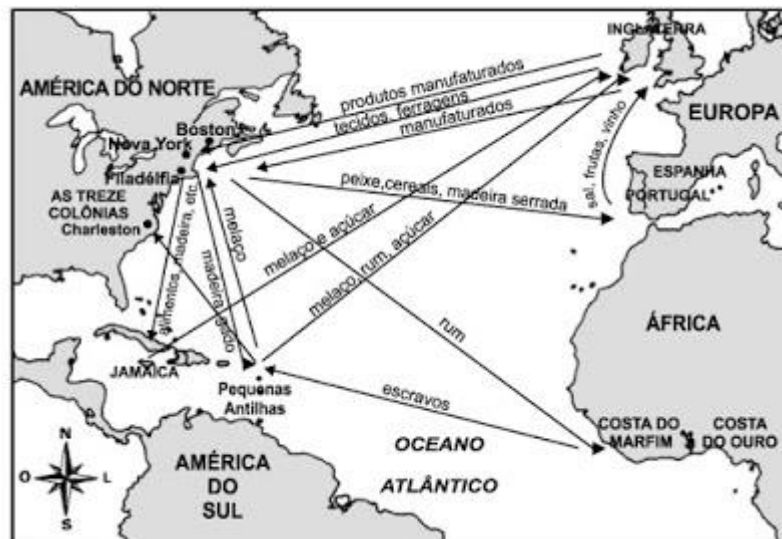 INGLATERRA
AMÉRICA DO NORTE
produtos manufaturados
tecidos, ferragens
manufaturados
EUROPA
Boston
Nova York
Filadélfia
AS TREZE
COLÔNIAS
Charleston
peixe,cereais, madeira serrada
sal, frutas, vinho
ESPANHA
PORTUGAL
alimentos, madeira, etc.
madeira,
melaço
melaço e açúcar
melaço, rum, açúcar
rum
ÁFRICA
JAMAICA
Pequenas
Antilhas
escravos
COSTA DO
MARFIM
COSTA
DO OURO
OCEANO
ATLÂNTICO
AMÉRICA
DO
SUL
N
O
L
S